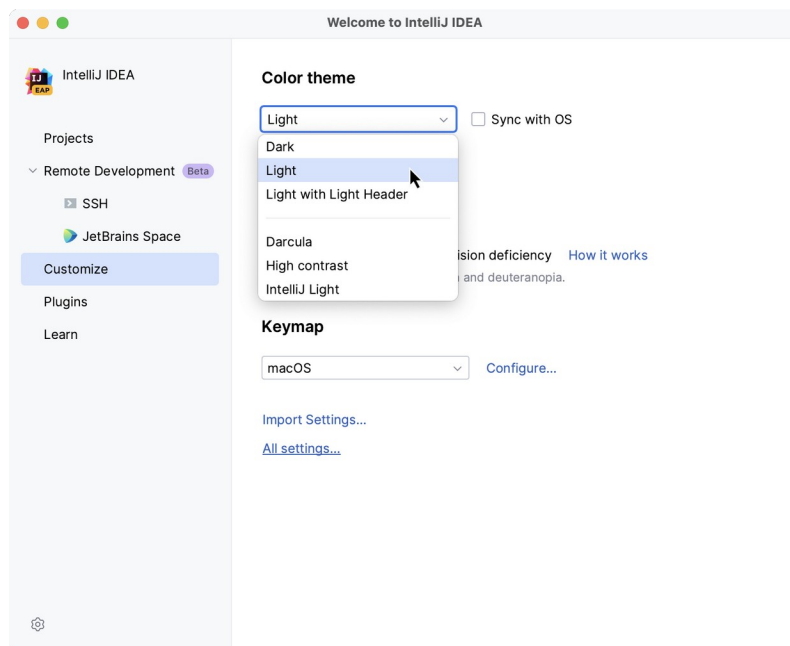 Welcome to IntelliJ IDEA
IJ
EAP
IntelliJ IDEA
Projects
Remote Development Beta
SSH
JetBrains Space
Customize
Plugins
Learn
Color theme
Light
Sync with OS
Dark
Light
Light with Light Header
Darcula
High contrast
IntelliJ Light
deficiency How it works
and deuteranopia.
Keymap
macOS
Configure...
Import Settings...
All settings...